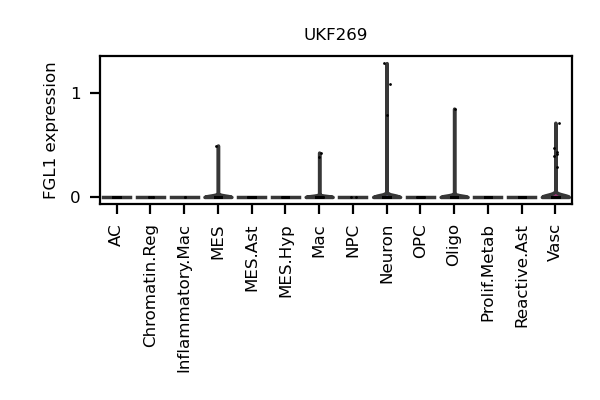 UKF269
FGL1 expression
1
0
AC
Chromatin.Reg
Inflammatory.Mac
MES
MES.Ast
MES.Hyp
Mac
NPC
Neuron
OPC
Oligo
Prolif.Metab
Reactive.Ast
Vasc